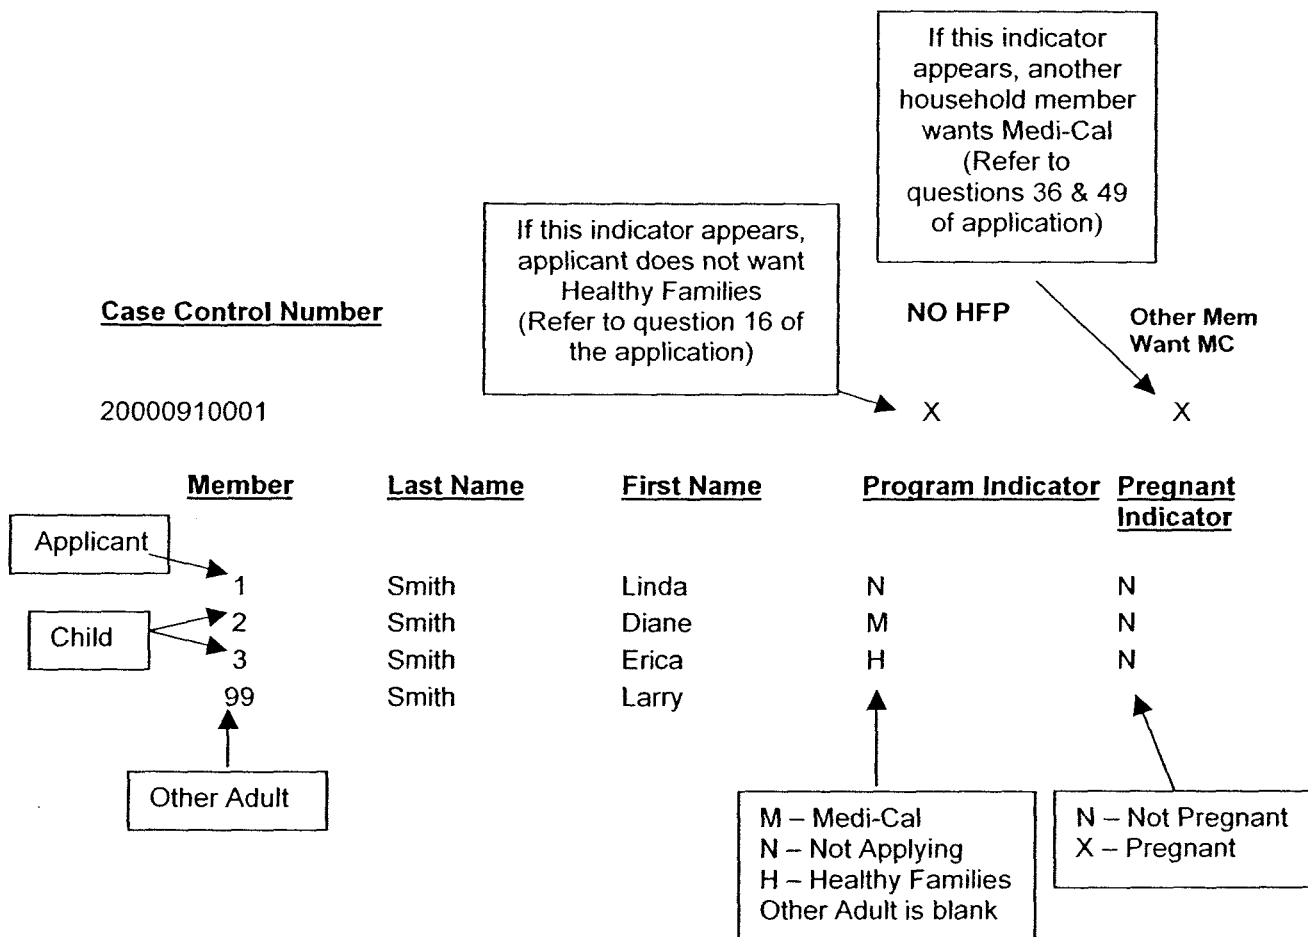 If this indicator
appears, another
household member
wants Medi-Cal
(Refer to
questions 36 & 49
of application)
If this indicator appears,
applicant does not want
Healthy Families
(Refer to question 16 of
the application)
Case Control Number
NO HFP
Other Mem
Want MC
20000910001 X X
Member Last Name First Name Program Indicator Pregnant
Indicator
Applicant
1 Smith Linda N N
2 Smith Diane M N
Child
3 Smith Erica H N
99 Smith Larry
Other Adult
M – Medi-Cal
N – Not Applying
H – Healthy Families
Other Adult is blank
N – Not Pregnant
X – Pregnant